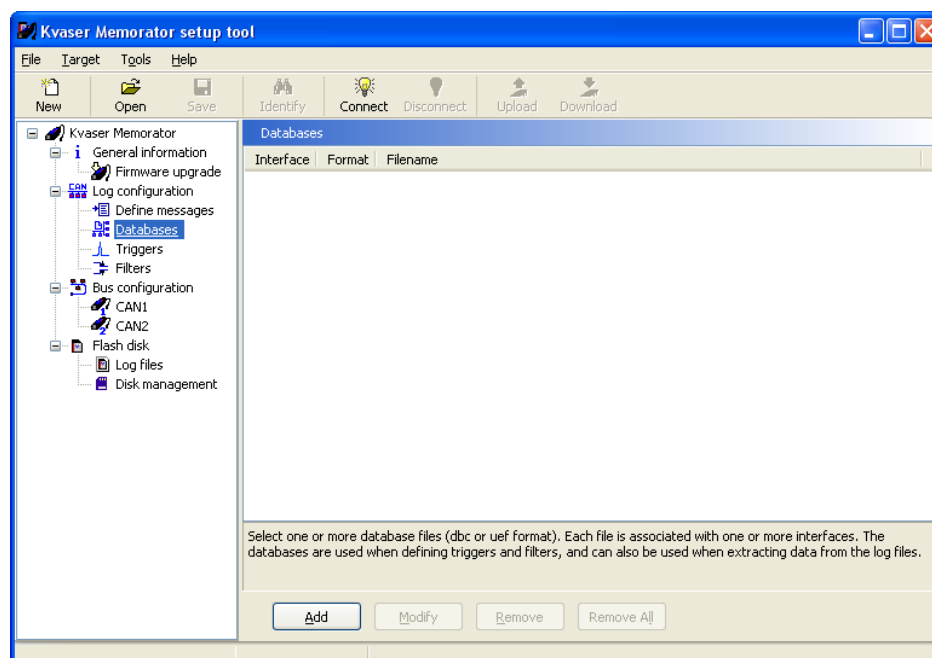 Kvaser Memorator setup tool
File Target Tools Help
New Open Save Identify Connect Disconnect Upload Download
Kvaser Memorator
General information
Firmware upgrade
Log configuration
Define messages
Databases
Triggers
Filters
Bus configuration
CAN1
CAN2
Flash disk
Log files
Disk management
Databases
Interface Format Filename
Select one or more database files (dbc or uef format). Each file is associated with one or more interfaces. The
databases are used when defining triggers and filters, and can also be used when extracting data from the log files.
Add Modify Remove Remove All